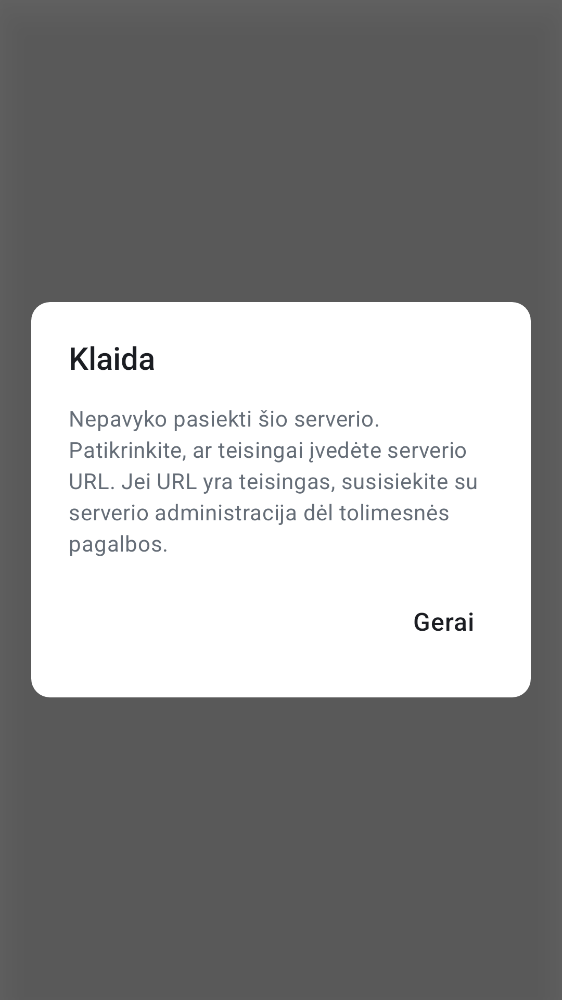 Klaida
Nepavyko pasiekti šio serverio.
Patikrinkite, ar teisingai įvedėte serverio
URL. Jei URL yra teisingas, susisiekite su
serverio administracija dėl tolimesnės
pagalbos.
Gerai